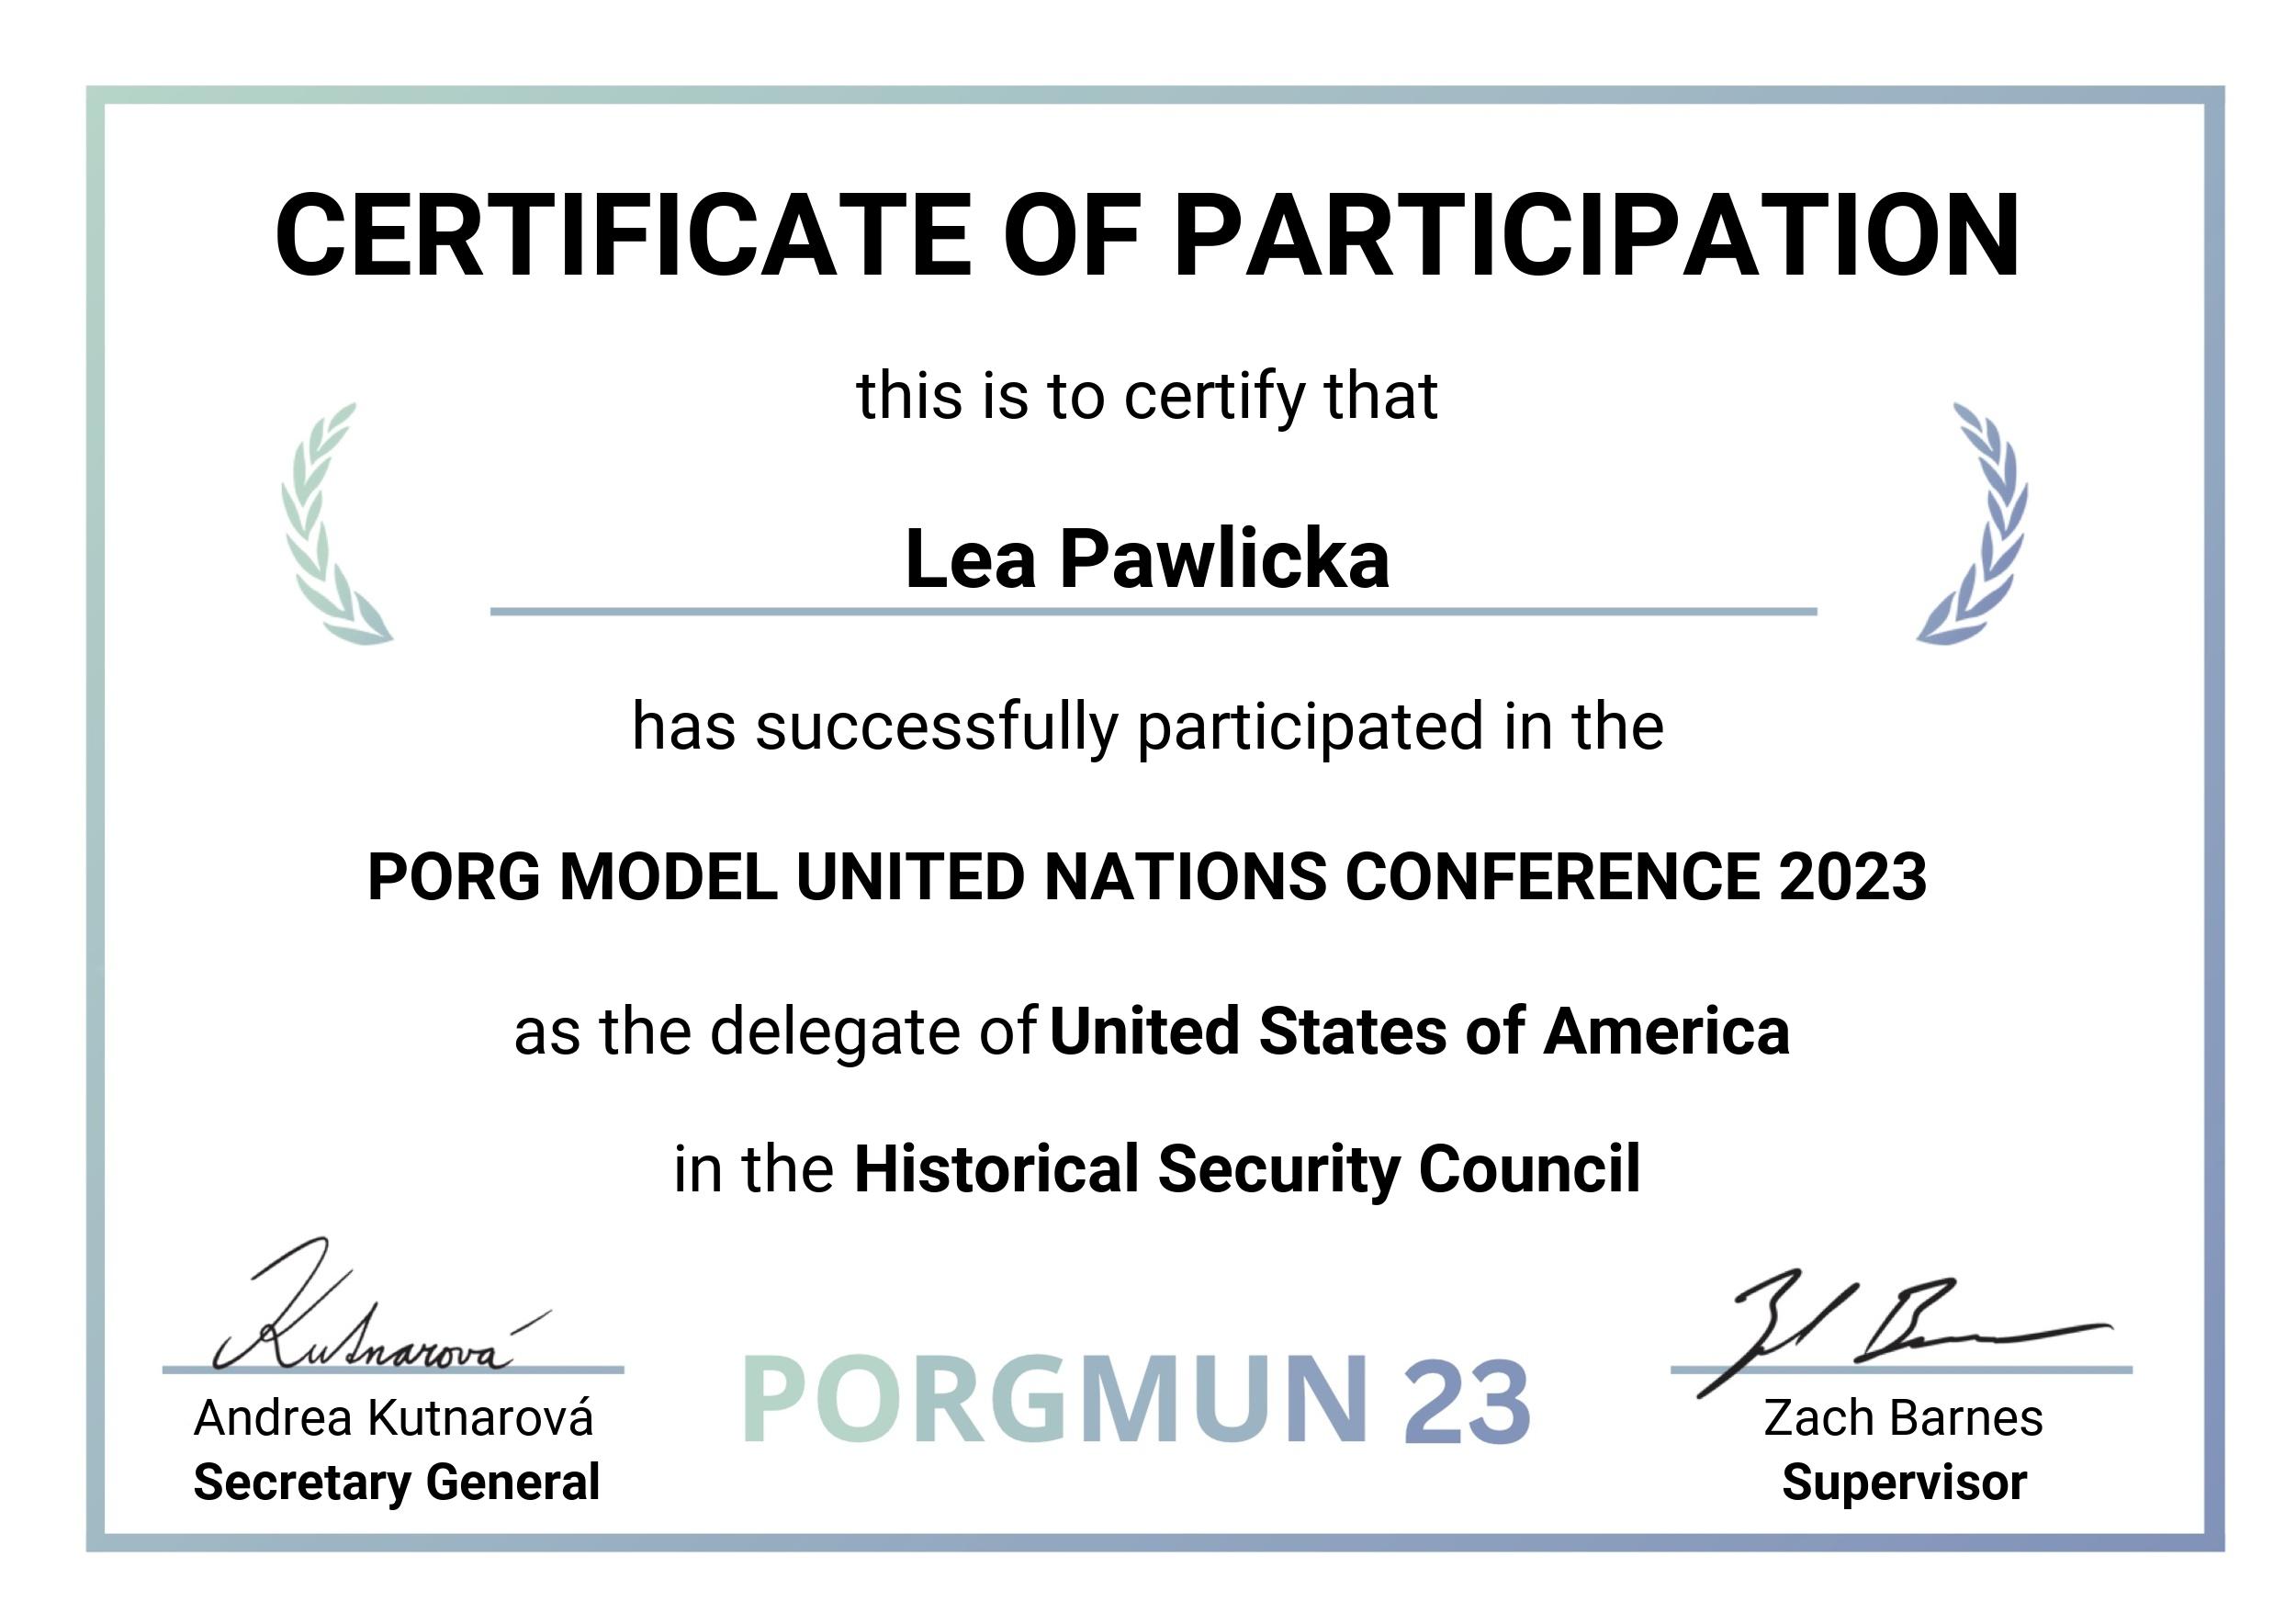 CERTIFICATE OF PARTICIPATION
this is to certify that
Lea Pawlicka
has successfully participated in the
PORG MODEL UNITED NATIONS CONFERENCE 2023
as the delegate of United States of America
in the Historical Security Council
Kutnarová
Andrea Kutnarová
Secretary General
PORGMUN 23
Zach Barnes
Supervisor